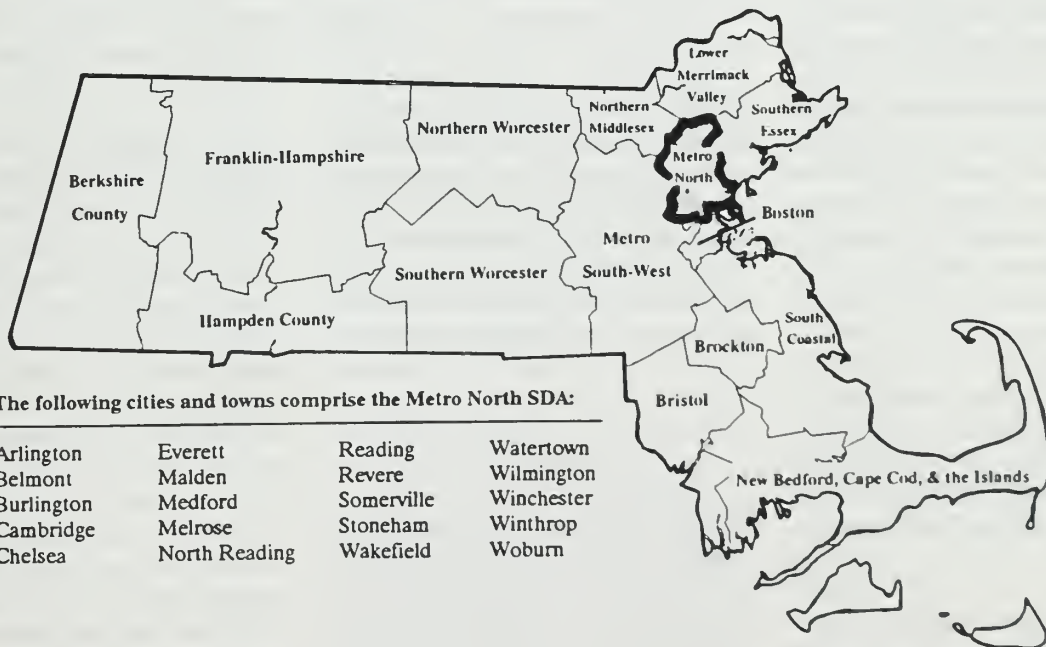 Lower
Merrimack
Valley
Northern
Middlesex
Southern
Essex
Northern Worcester
Franklin-Hampshire
Metro
North
Berkshire
County
Boston
Metro
South-West
Southern Worcester
Hampden County
South
Coastal
Brockton
Bristol
The following cities and towns comprise the Metro North SDA:
Arlington Everett Reading Watertown
Belmont Malden Revere Wilmington
Burlington Medford Somerville Winchester
Cambridge Melrose Stoneham Winthrop
Chelsea North Reading Wakefield Woburn
New Bedford, Cape Cod, & the Islands